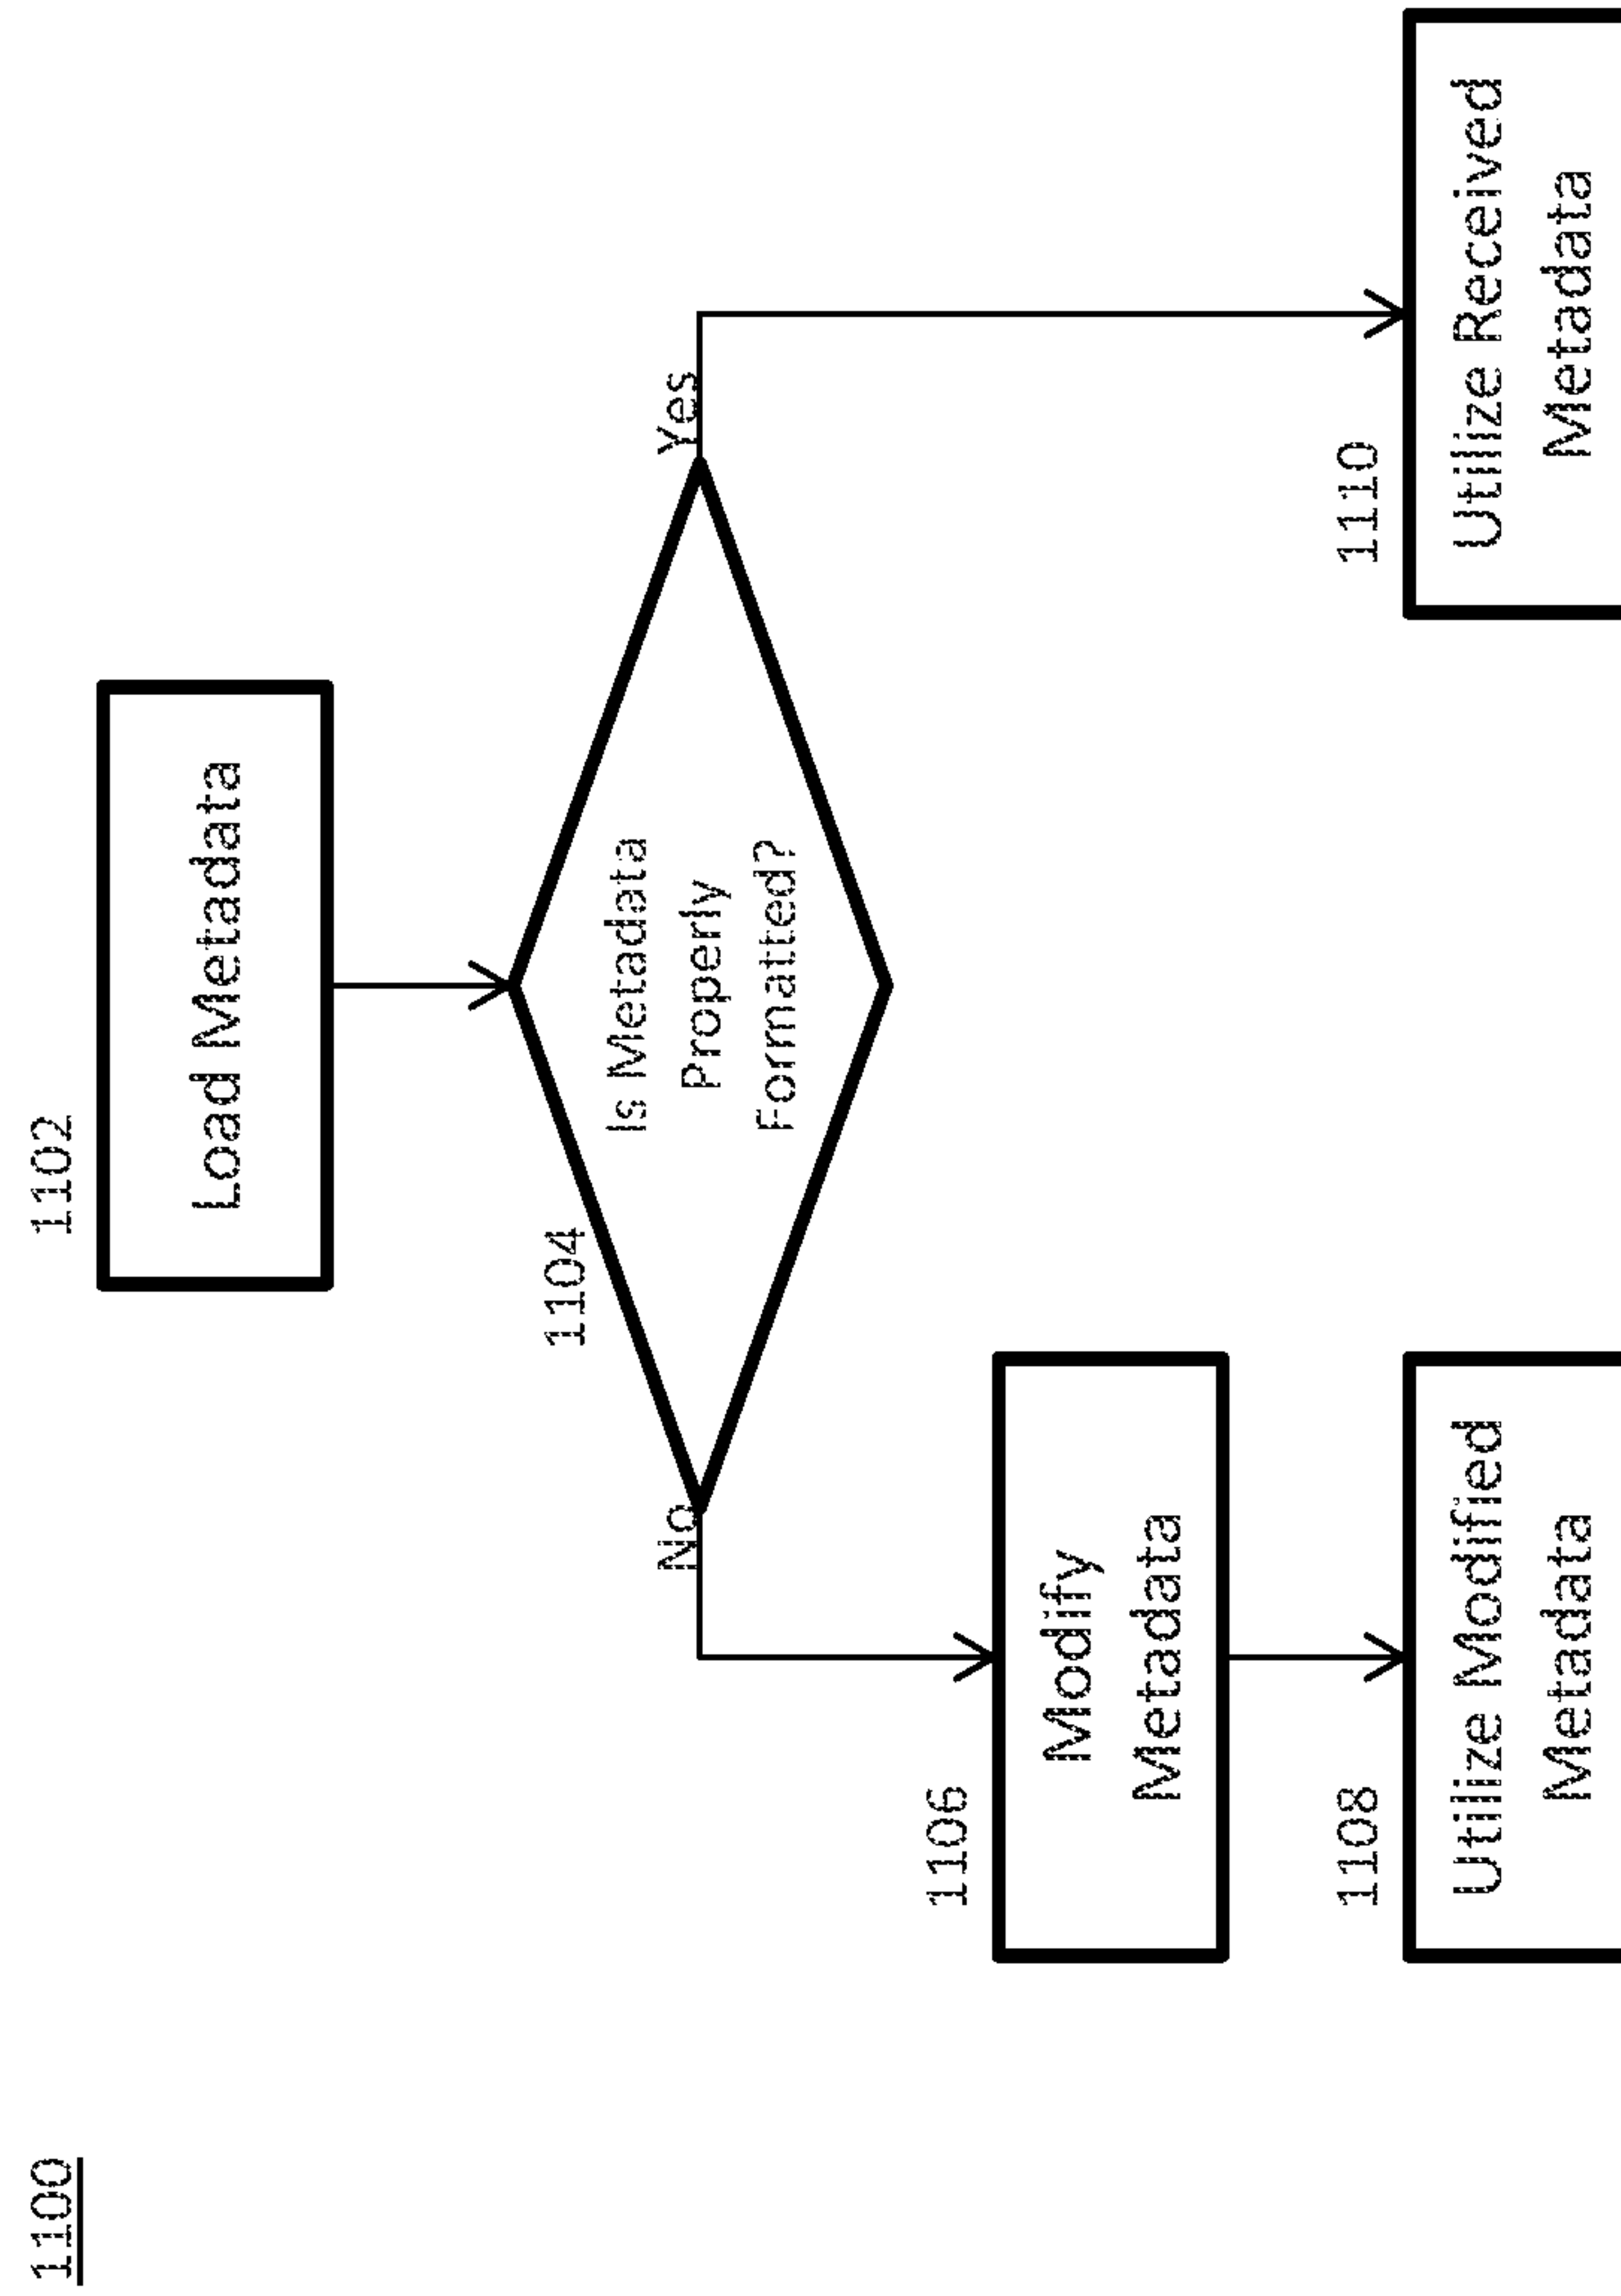 1100
1102
Load Metadata
1104
Is Metadata
Properly
Formatted?
No
Yes
1106
Modify
Metadata
1108
Utilize Modified
Metadata
1110
Utilize Received
Metadata